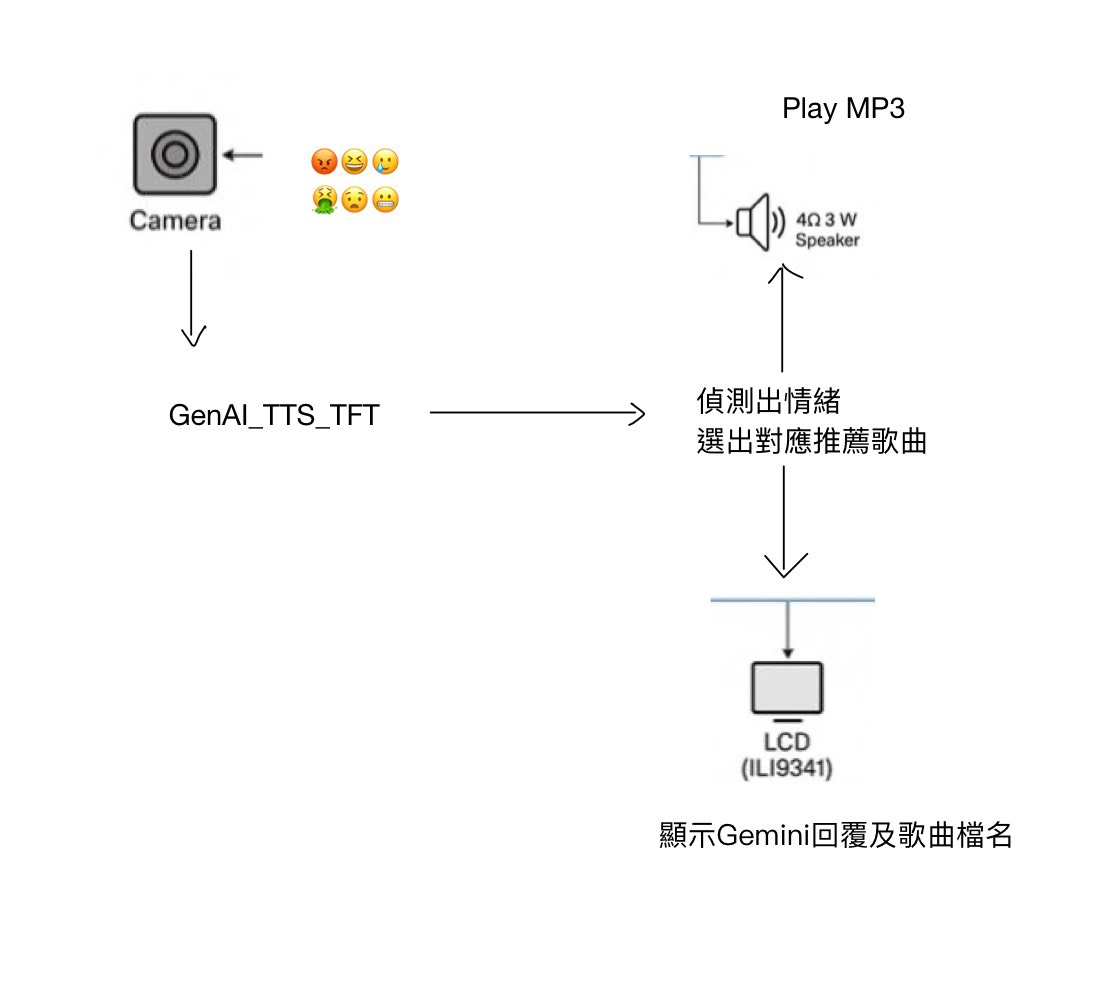 Play MP3
Camera
4Ω 3 W
Speaker
GenAI_TTS_TFT
偵測出情緒
選出對應推薦歌曲
LCD
(ILI9341)
顯示Gemini回覆及歌曲檔名